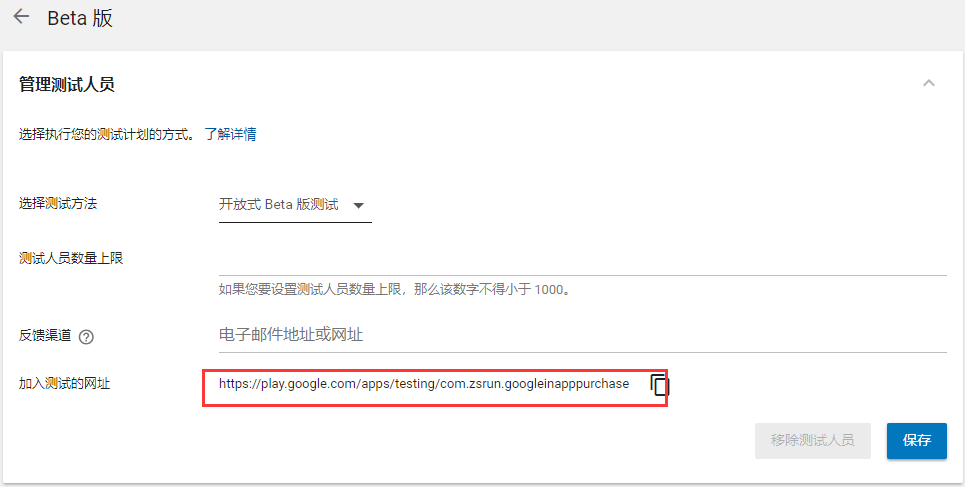 Beta 版
管理测试人员
选择执行您的测试计划的方式。 了解详情
选择测试方法
开放式 Beta 版测试
测试人员数量上限
如果您要设置测试人员数量上限，那么该数字不得小于 1000。
反馈渠道
电子邮件地址或网址
加入测试的网址
https://play.google.com/apps/testing/com.zsrun.googleinapppurchase
移除测试人员
保存